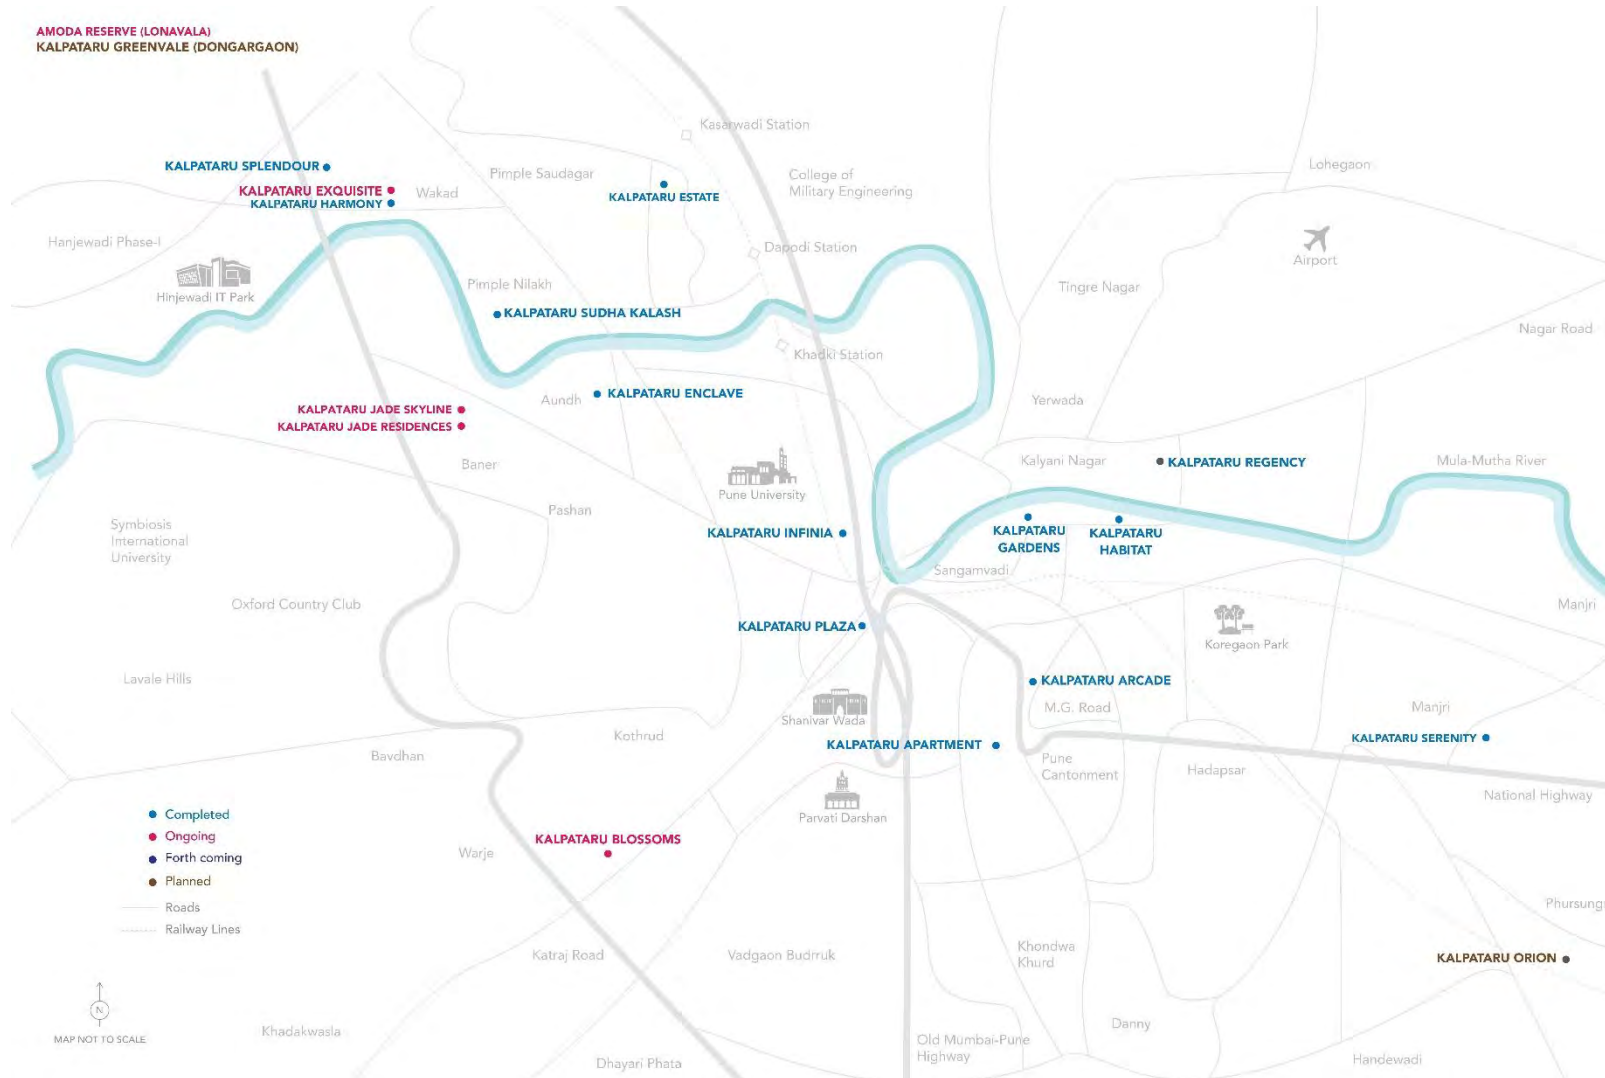 AMODA RESERVE (LONAVALA)
KALPATARU GREENVALE (DONGARGAON)
Kasarwadi Station
KALPATARU SPLENDOUR
Pimple Saudagar
College of
Military Engineering
Lohegaon
KALPATARU EXQUISITE
Wakad
KALPATARU HARMONY
KALPATARU ESTATE
Hanjewadi Phase-I
Dapodi Station
Airport
Hinjewadi IT Park
Pimple Nilakh
Tingre Nagar
KALPATARU SUDHA KALASH
Nagar Road
Khadki Station
KALPATARU ENCLAVE
Aundh
Yerwada
KALPATARU JADE SKYLINE
KALPATARU JADE RESIDENCES
Baner
Kalyani Nagar
KALPATARU REGENCY
Mula-Mutha River
Pune University
Pashan
Symbiosis
International
University
KALPATARU INFINIA
KALPATARU
GARDENS
KALPATARU
HABITAT
Sangamvadi
Oxford Country Club
Manjri
KALPATARU PLAZA
Koregaon Park
Lavale Hills
KALPATARU ARCADE
M.G. Road
Manjri
Shanivar Wada
Kothrud
KALPATARU APARTMENT
KALPATARU SERENITY
Bavdhan
Pune
Cantonment
Hadapsar
National Highway
Parvati Darshan
Completed
Ongoing
Forth coming
Planned
Roads
Railway Lines
KALPATARU BLOSSOMS
Warje
Phursung
Katraj Road
Vadgaon Budrruk
Khondwa
Khurd
KALPATARU ORION
N
MAP NOT TO SCALE
Khadakwasla
Danny
Old Mumbai-Pune
Highway
Dhayari Phata
Handewadi